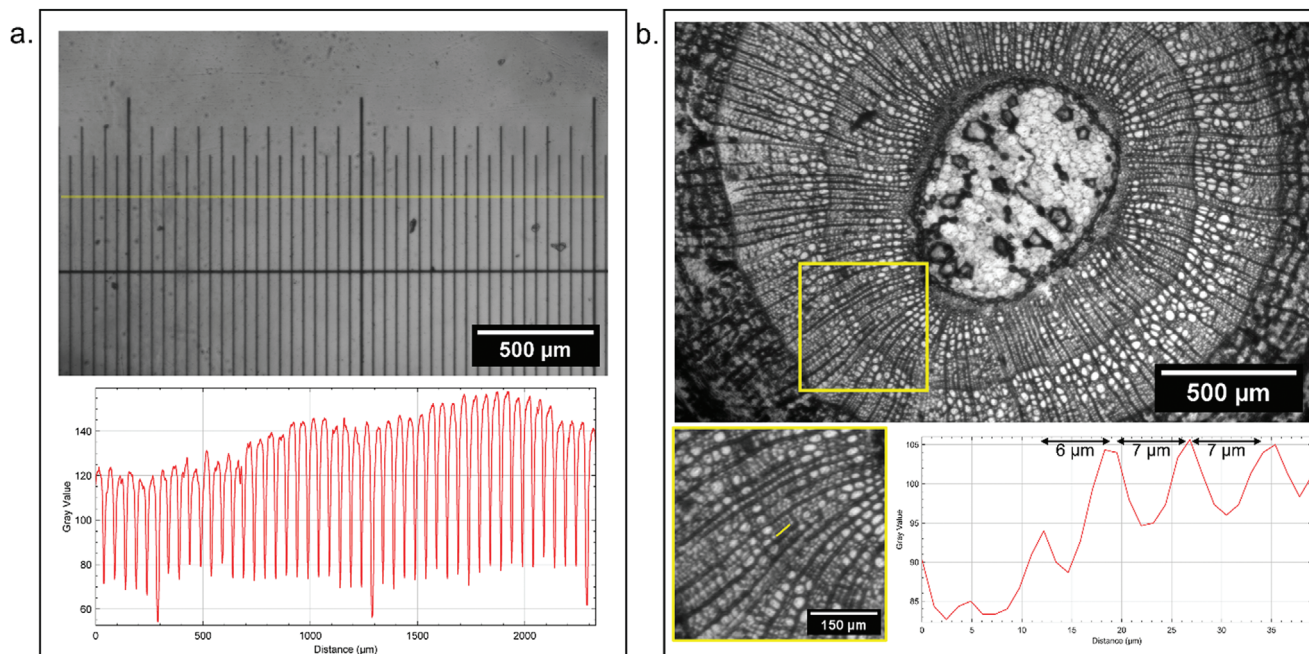 a.
500 µm
140
120
100
80
60
Gray Value
0 500 1000 1500 2000
Distance (µm)
b.
500 µm
150 µm
105
100
95
90
85
Gray Value
6 µm 7 µm 7 µm
0 5 10 15 20 25 30 35
Distance (µm)